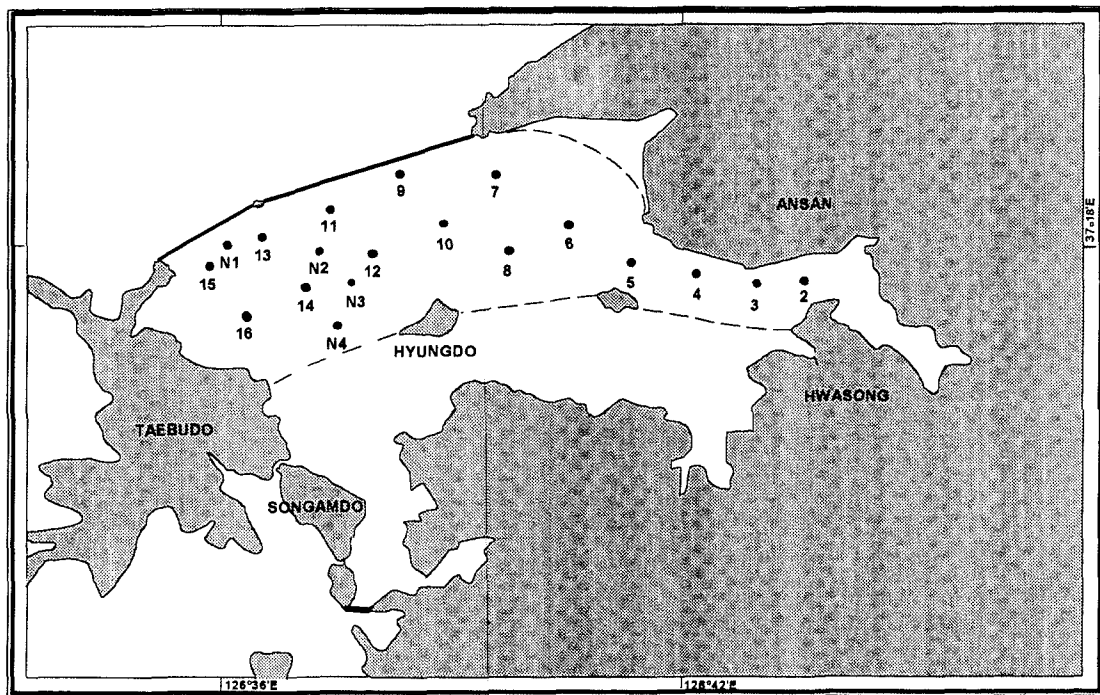 ANSAN
37°18'E
9
7
11
10
6
13
N1
N2
12
8
15
5
4
14
N3
3
2
16
N4
HYUNGDO
HWASONG
TAEBUDO
SONGAMDO
126°36'E
126°42'E